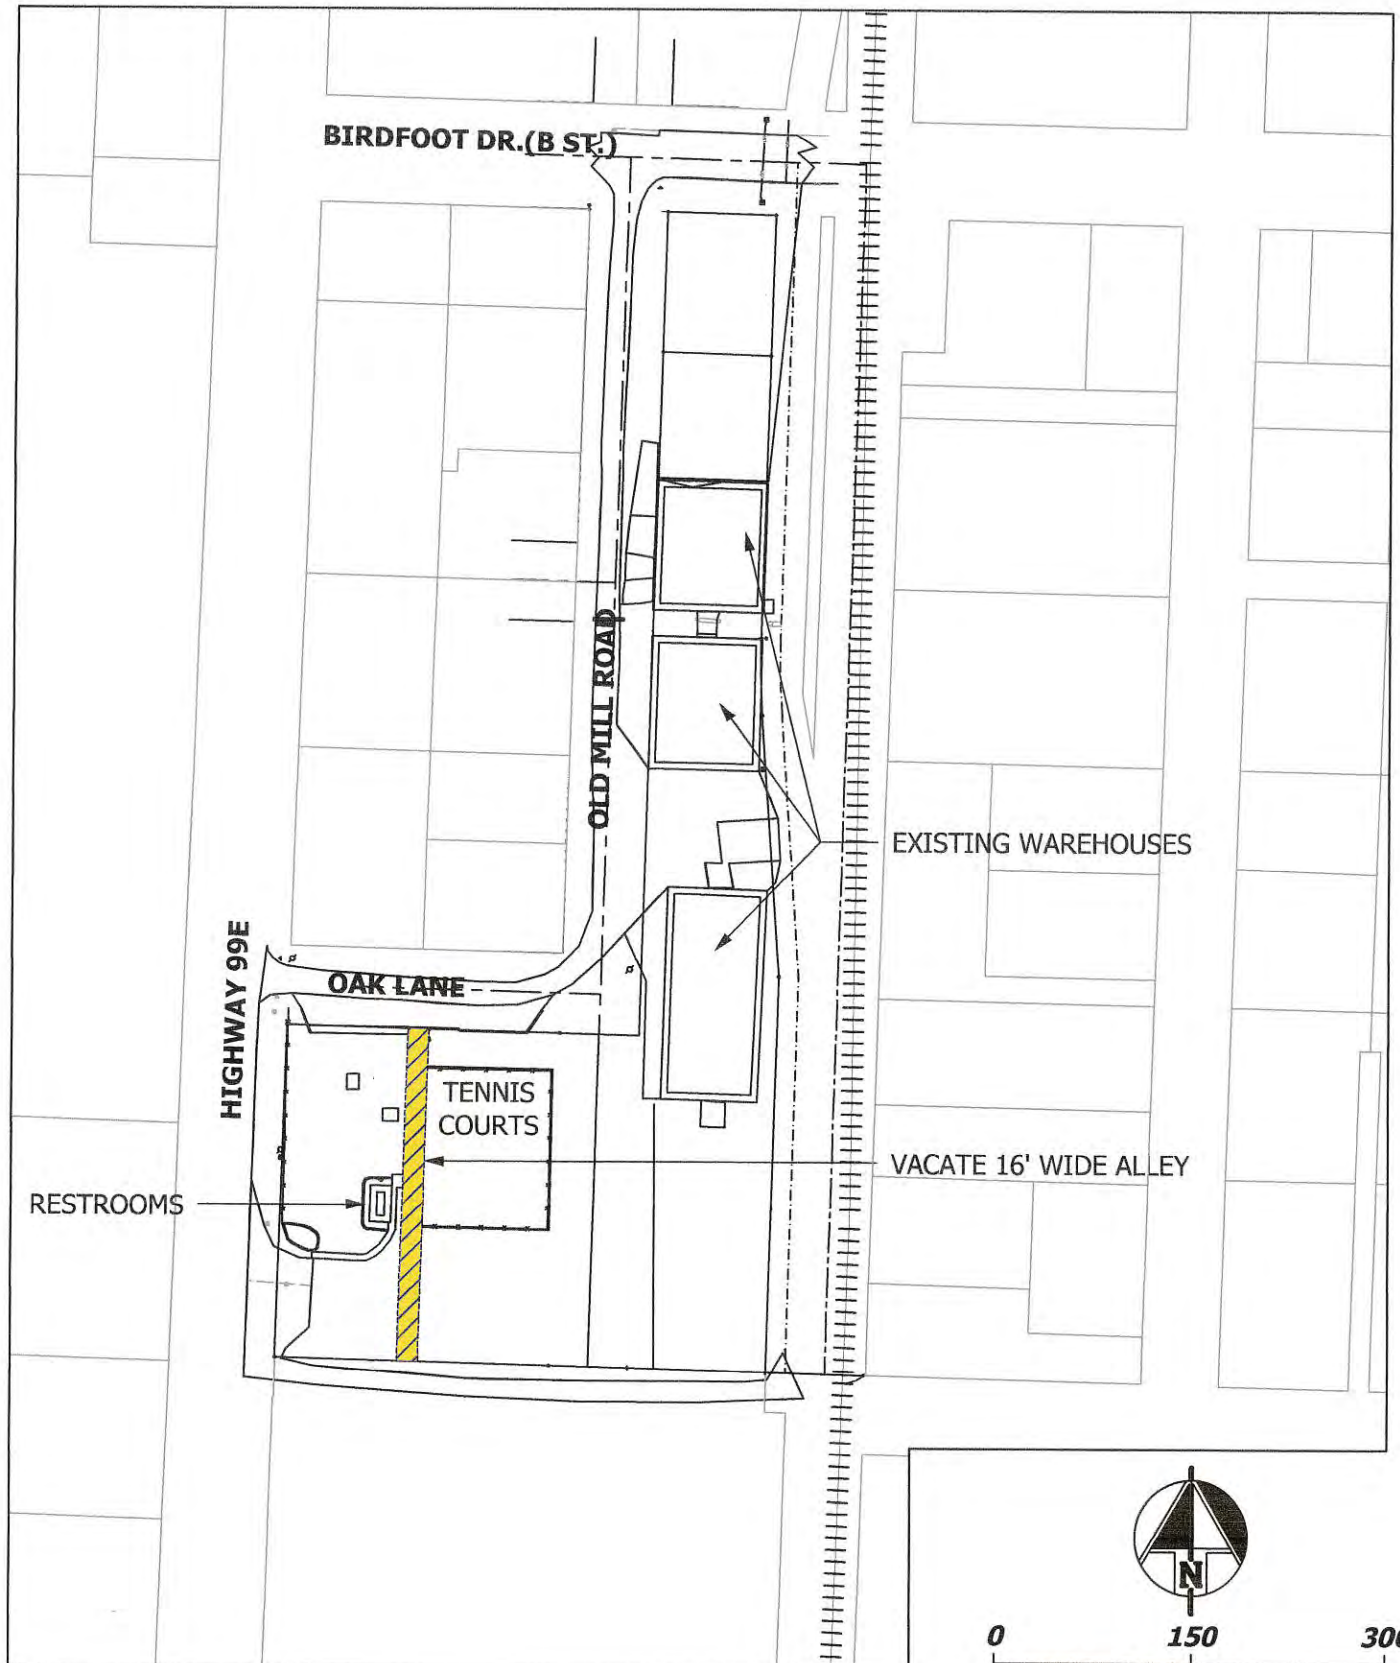 BIRDFOOT DR.(B ST.)
OLD MILL ROAD
EXISTING WAREHOUSES
HIGHWAY 99E
OAK LANE
TENNIS
COURTS
VACATE 16' WIDE ALLEY
RESTROOMS
N
0 150 300